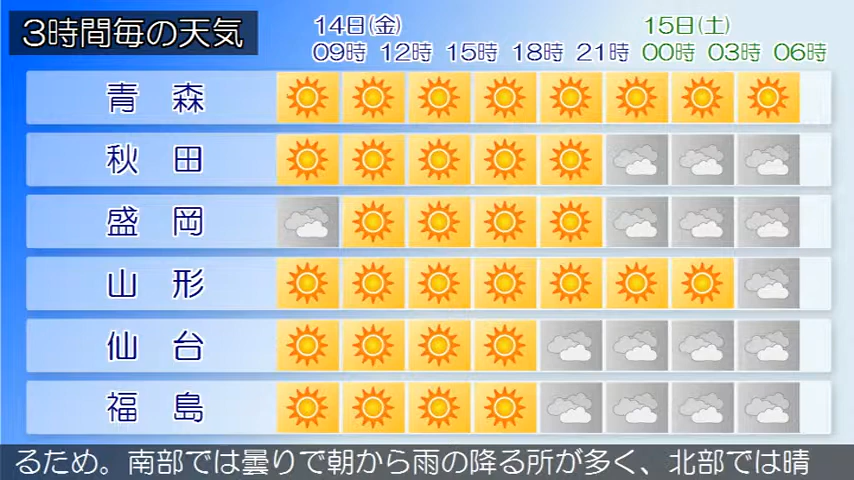 3時間毎の天気
14日(金) 15日(土)
09時 12時 15時 18時 21時 00時 03時 06時
青森
秋田
盛岡
山形
仙台
福島
るため。南部では曇りで朝から雨の降る所が多く、北部では晴